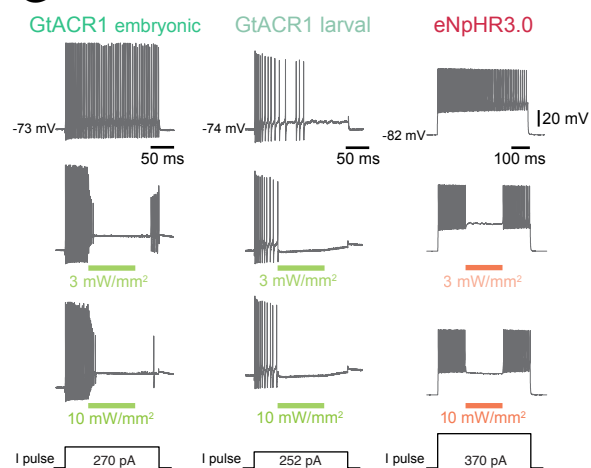 GtACR1 embryonic GtACR1 larval eNpHR3.0
-73 mV -74 mV -82 mV 20 mV
50 ms 50 ms 100 ms
3 mW/mm² 3 mW/mm² 3 mW/mm²
10 mW/mm² 10 mW/mm² 10 mW/mm²
I pulse 270 pA I pulse 252 pA I pulse 370 pA